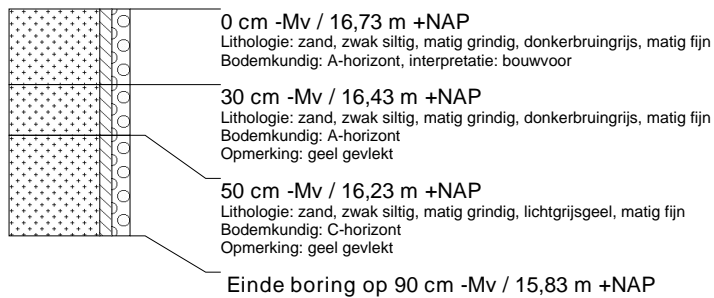 0 cm -Mv / 16,73 m +NAP
Lithologie: zand, zwak siltig, matig grindig, donkerbruingrijs, matig fijn
Bodemkundig: A-horizont, interpretatie: bouwvoor
30 cm -Mv / 16,43 m +NAP
Lithologie: zand, zwak siltig, matig grindig, donkerbruingrijs, matig fijn
Bodemkundig: A-horizont
Opmerking: geel gevlekt
50 cm -Mv / 16,23 m +NAP
Lithologie: zand, zwak siltig, matig grindig, lichtgrijsgeel, matig fijn
Bodemkundig: C-horizont
Opmerking: geel gevlekt
Einde boring op 90 cm -Mv / 15,83 m +NAP